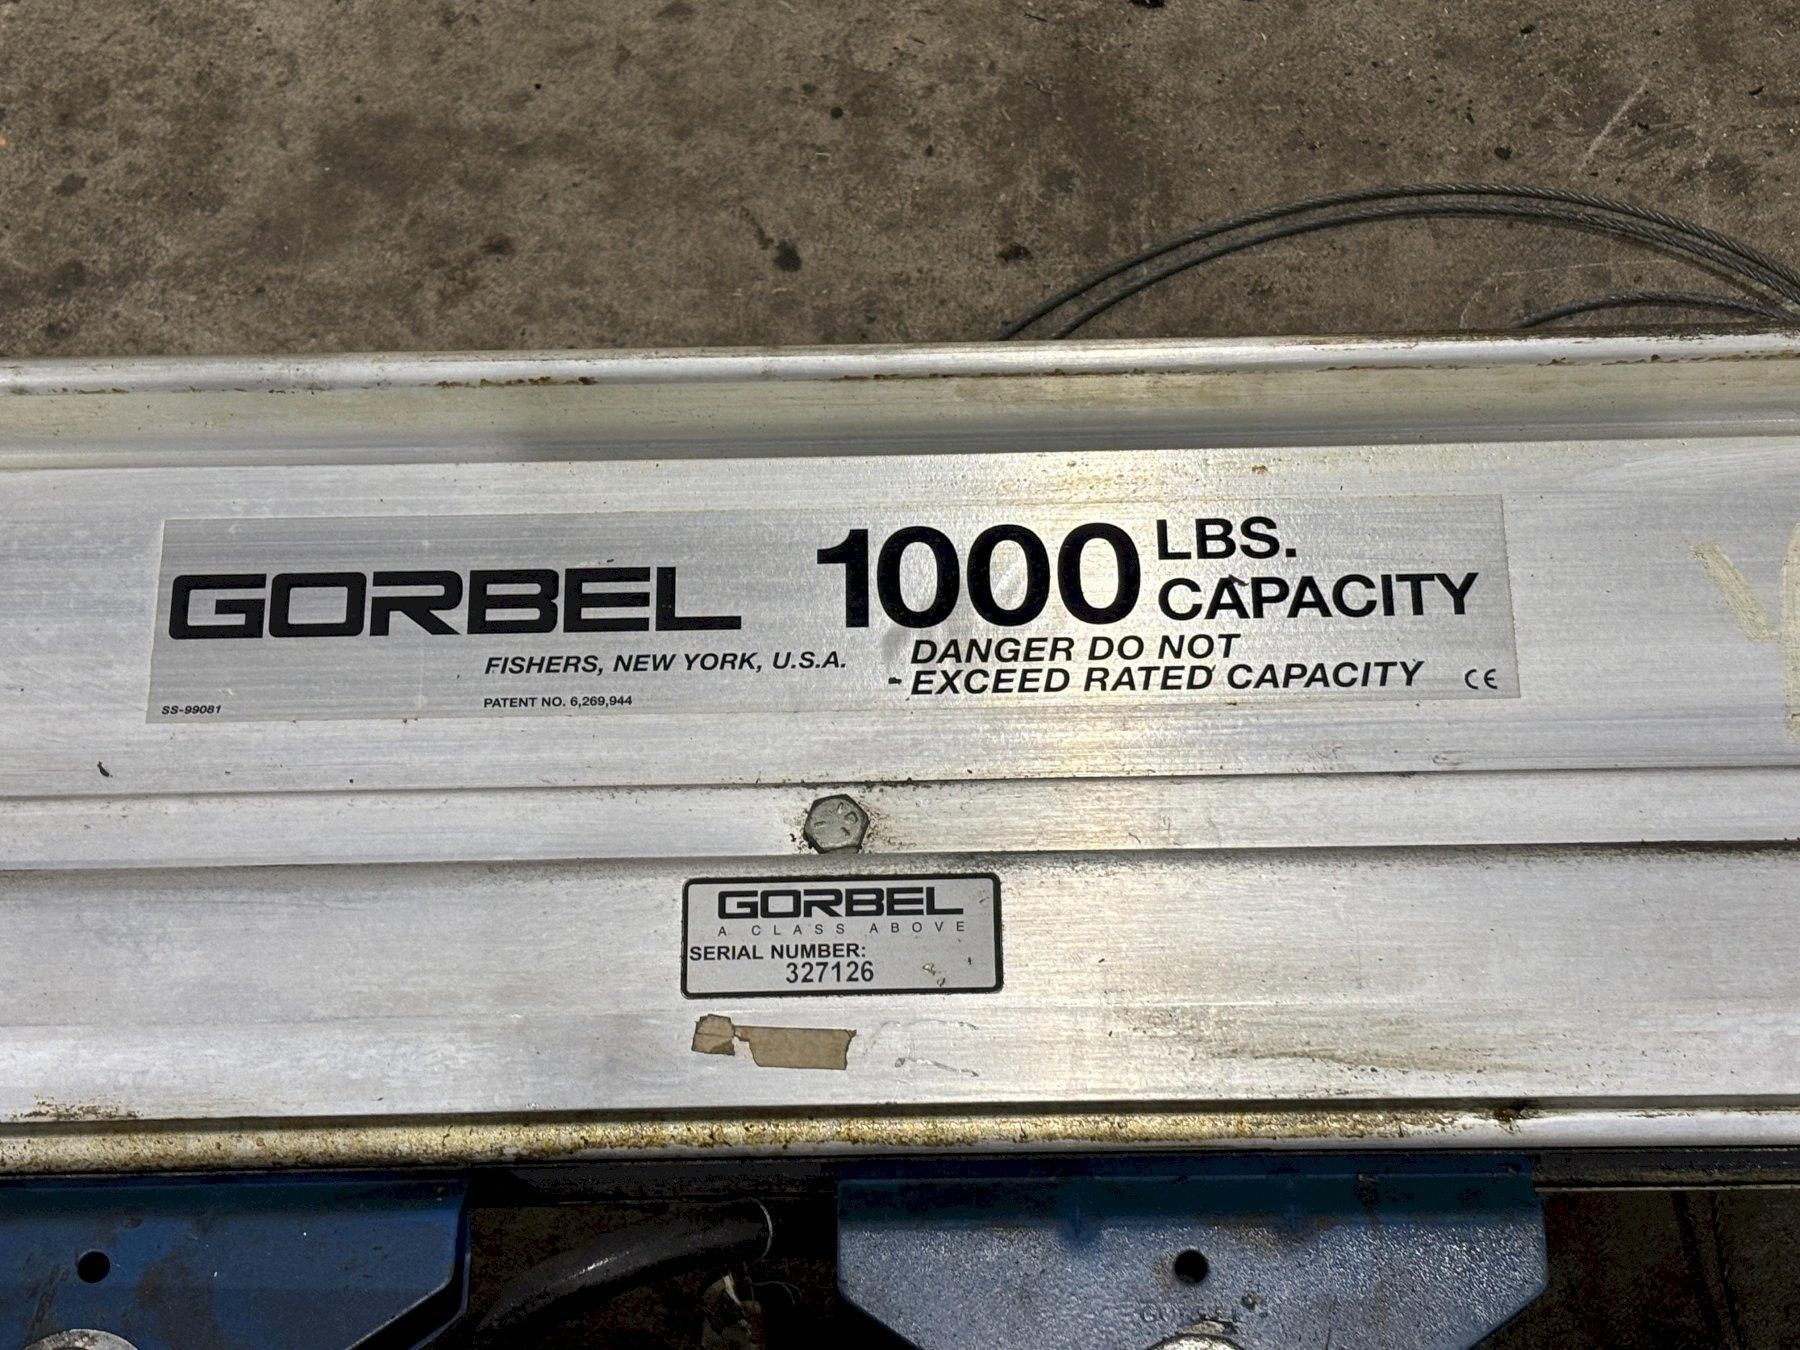 GORBEL
1000 LBS. CAPACITY
FISHERS, NEW YORK, U.S.A.
DANGER DO NOT
EXCEED RATED CAPACITY
CE
SS-99081
PATENT NO. 6,269,944
GORBEL
A CLASS ABOVE
SERIAL NUMBER:
327126